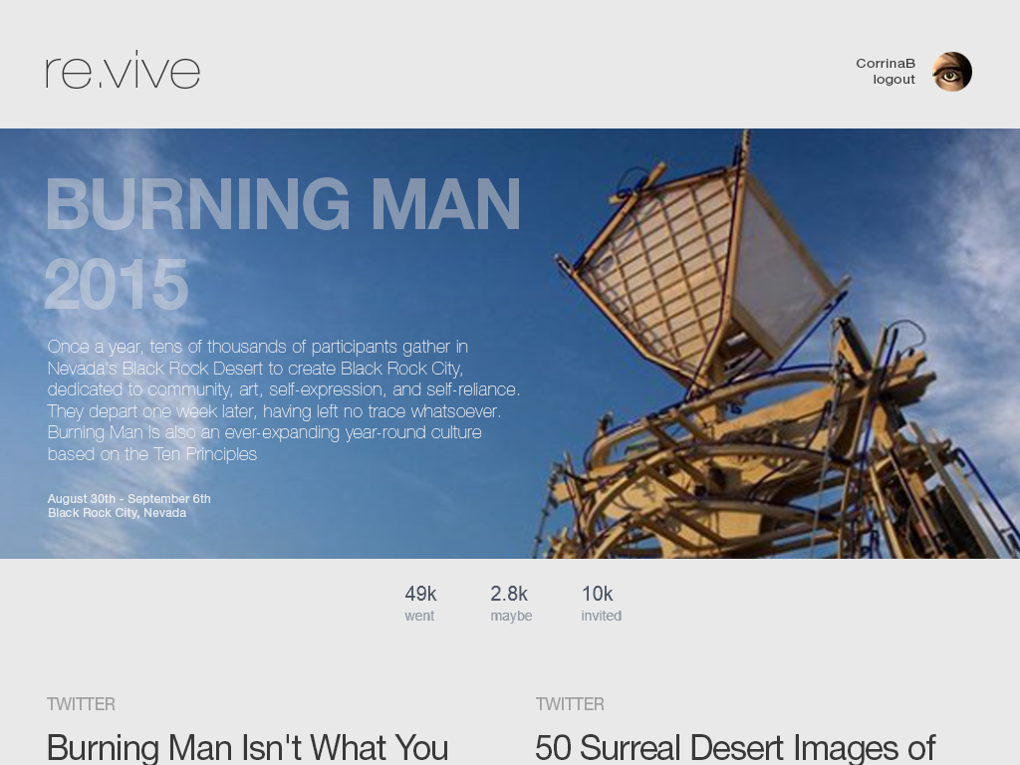 re.vive
CorrinaB
logout
BURNING MAN
2015
Once a year, tens of thousands of participants gather in
Nevada's Black Rock Desert to create Black Rock City,
dedicated to community, art, self-expression, and self-reliance.
They depart one week later, having left no trace whatsoever.
Burning Man is also an ever-expanding year-round culture
based on the Ten Principles
August 30th - September 6th
Black Rock City, Nevada
49k
2.8k
10k
went
maybe
invited
TWITTER
TWITTER
Burning Man Isn't What You
50 Surreal Desert Images of